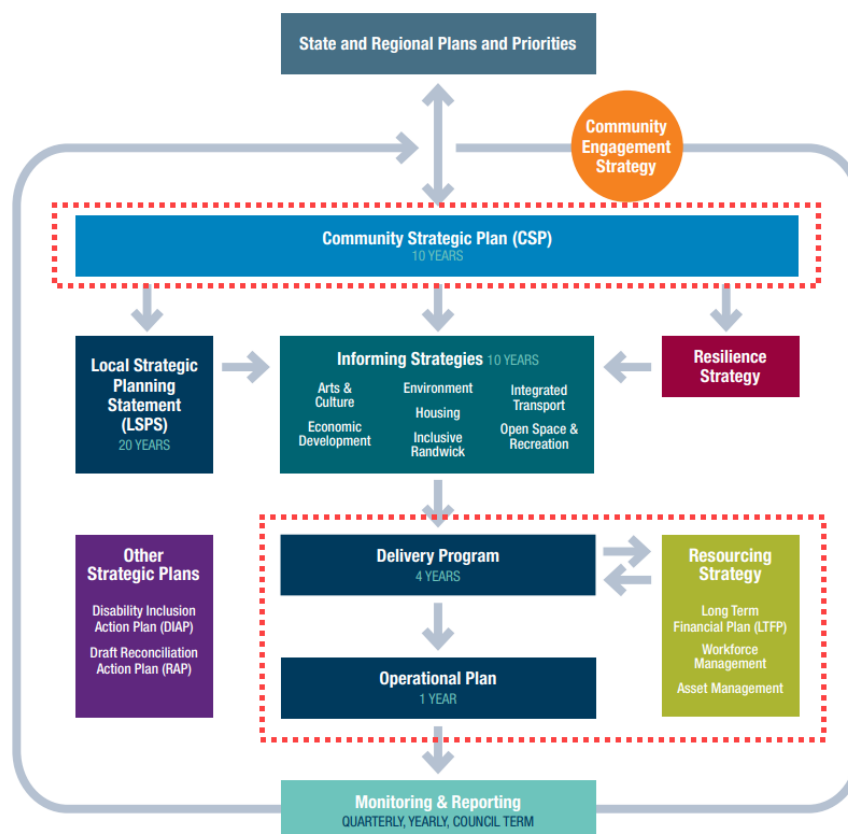 State and Regional Plans and Priorities
Community
Engagement
Strategy
Community Strategic Plan (CSP)
10 YEARS
Local Strategic
Planning
Statement
(LSPS)
20 YEARS
Informing Strategies 10 YEARS
Arts &
Culture
Economic
Development
Environment
Housing
Inclusive
Randwick
Integrated
Transport
Open Space &
Recreation
Resilience
Strategy
Other
Strategic Plans
Disability Inclusion
Action Plan (DIAP)
Draft Reconciliation
Action Plan (RAP)
Delivery Program
4 YEARS
Operational Plan
1 YEAR
Resourcing
Strategy
Long Term
Financial Plan (LTFP)
Workforce
Management
Asset Management
Monitoring & Reporting
QUARTERLY, YEARLY, COUNCIL TERM